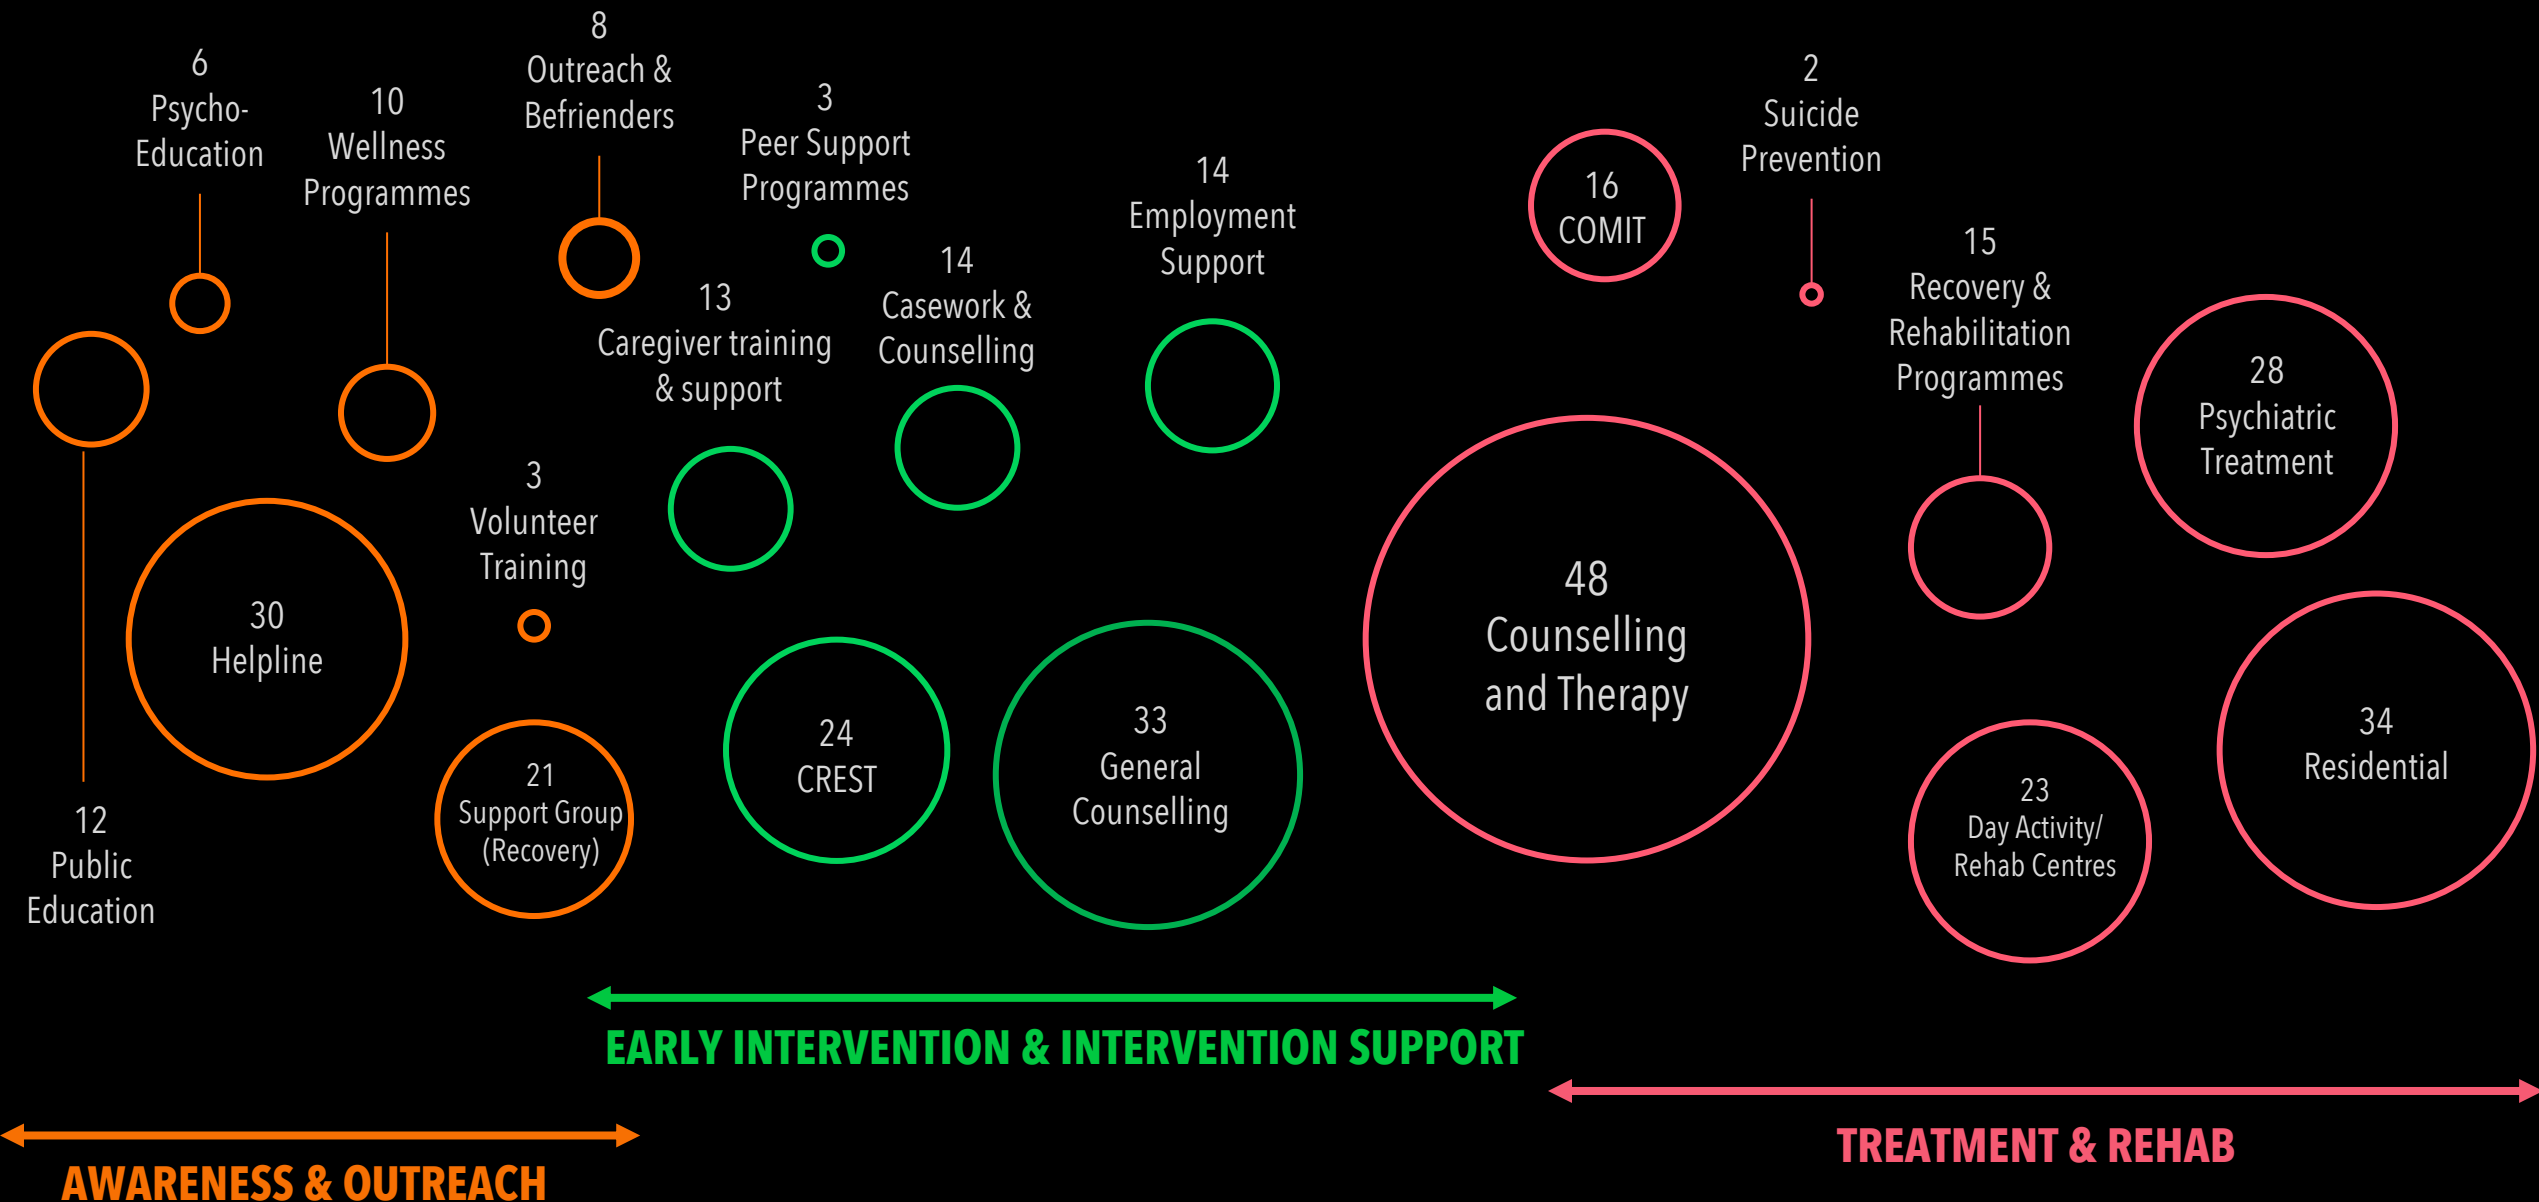 6
Psycho-
Education
10
Wellness
Programmes
8
Outreach &
Befrienders
3
Peer Support
Programmes
13
Caregiver training
& support
14
Casework &
Counselling
14
Employment
Support
16
COMIT
2
Suicide
Prevention
15
Recovery &
Rehabilitation
Programmes
28
Psychiatric
Treatment
30
Helpline
3
Volunteer
Training
12
Public
Education
21
Support Group
(Recovery)
24
CREST
33
General
Counselling
48
Counselling
and Therapy
23
Day Activity/
Rehab Centres
34
Residential
EARLY INTERVENTION & INTERVENTION SUPPORT
TREATMENT & REHAB
AWARENESS & OUTREACH